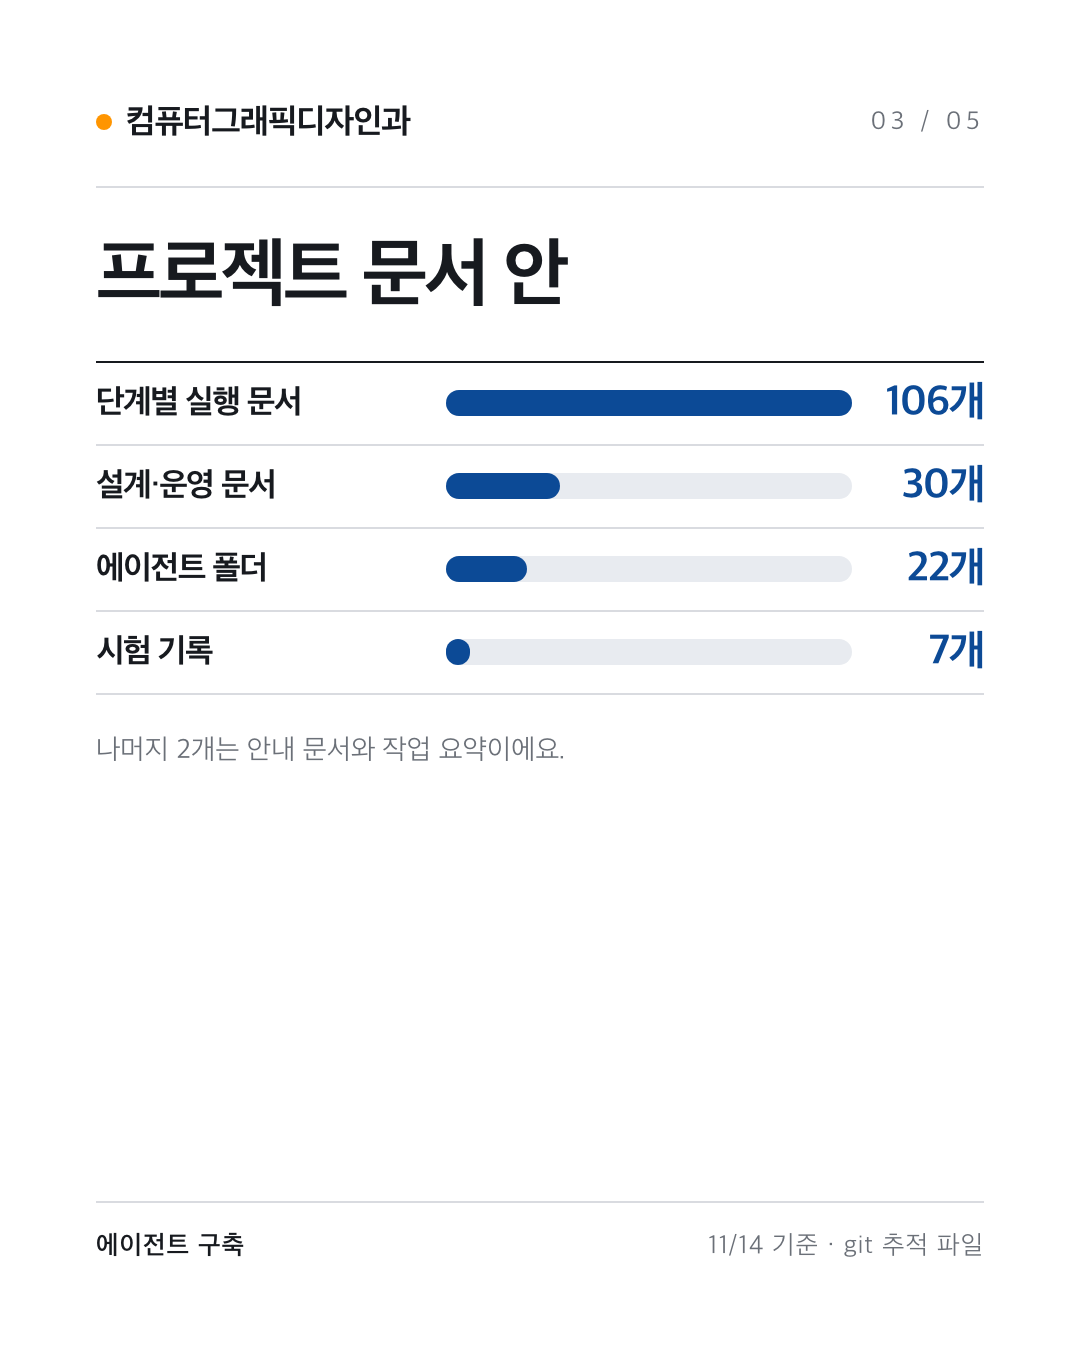 컴퓨터그래픽디자인과
03 / 05
프로젝트 문서 안
단계별 실행 문서 106개
설계·운영 문서 30개
에이전트 폴더 22개
시험 기록 7개
나머지 2개는 안내 문서와 작업 요약이에요.
에이전트 구축
11/14 기준 · git 추적 파일